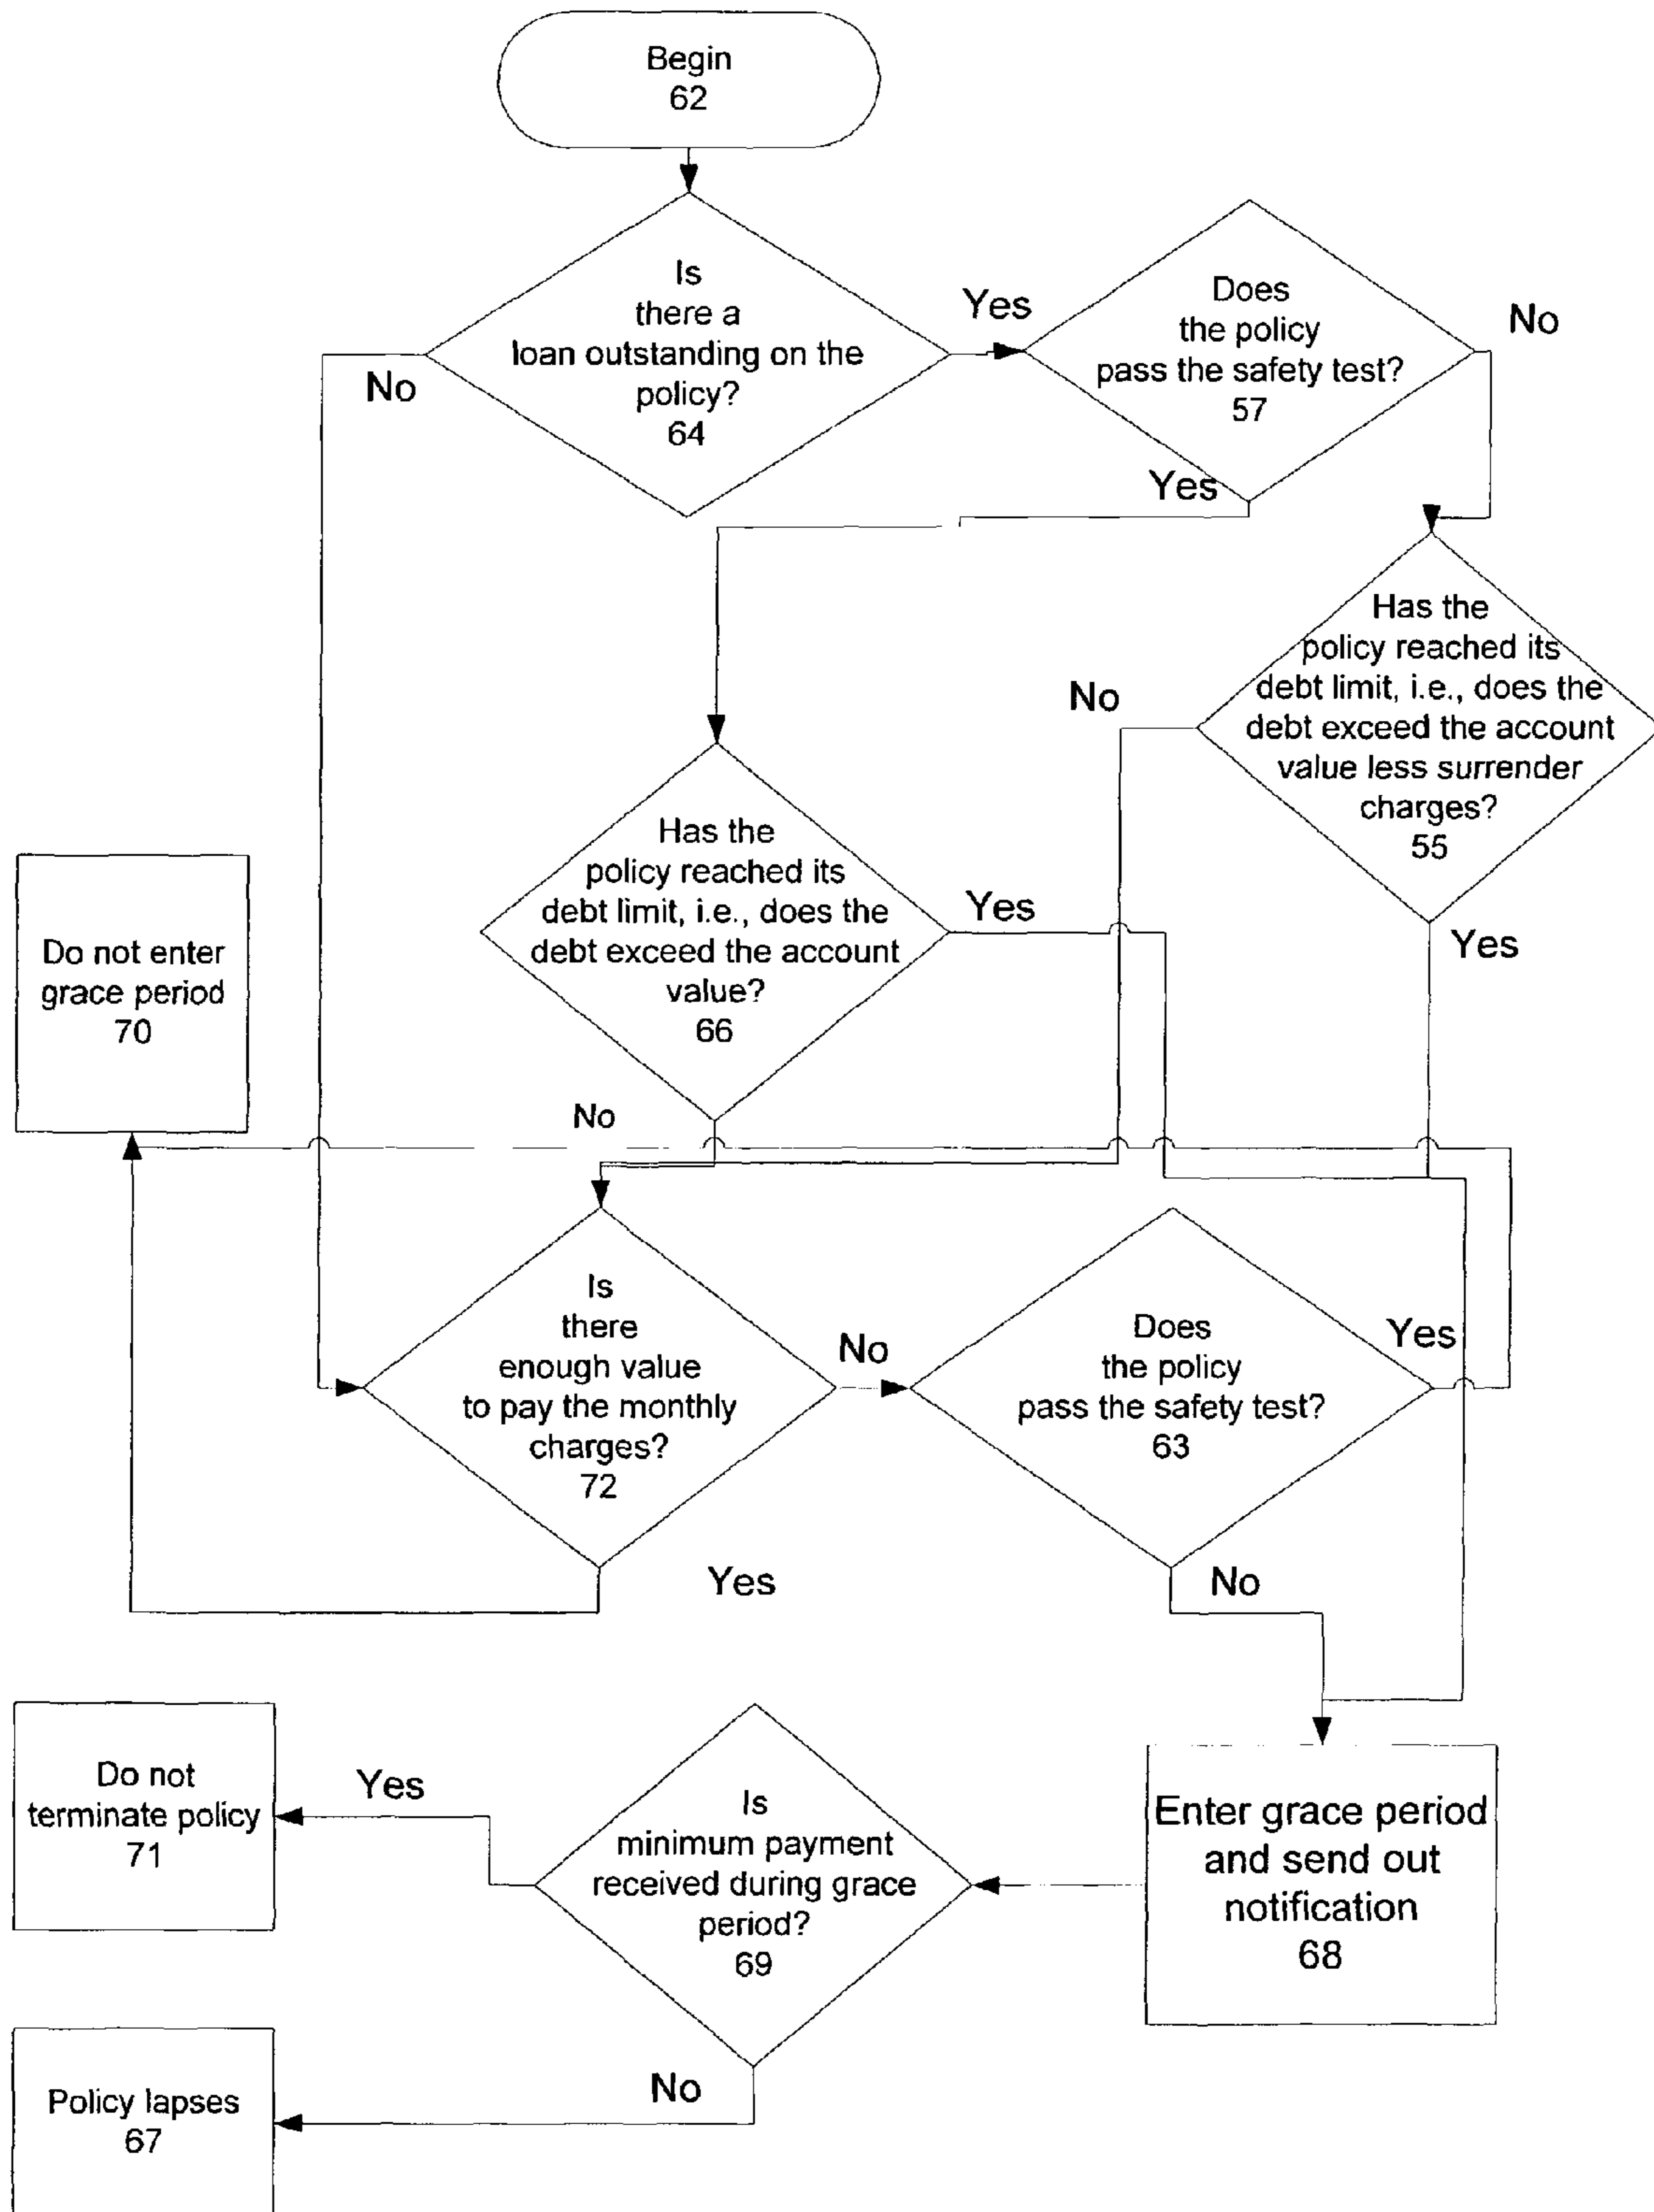 Begin
62
Is
there a
loan outstanding on the
policy?
64
Yes
No
Does
the policy
pass the safety test?
57
No
Yes
Has the
policy reached its
debt limit, i.e., does the
debt exceed the account
value less surrender
charges?
55
No
Yes
Has the
policy reached its
debt limit, i.e., does the
debt exceed the account
value?
66
Yes
No
Do not enter
grace period
70
Is
there
enough value
to pay the monthly
charges?
72
No
Yes
Does
the policy
pass the safety test?
63
Yes
No
Enter grace period
and send out
notification
68
Is
minimum payment
received during grace
period?
69
Yes
No
Do not
terminate policy
71
Policy lapses
67